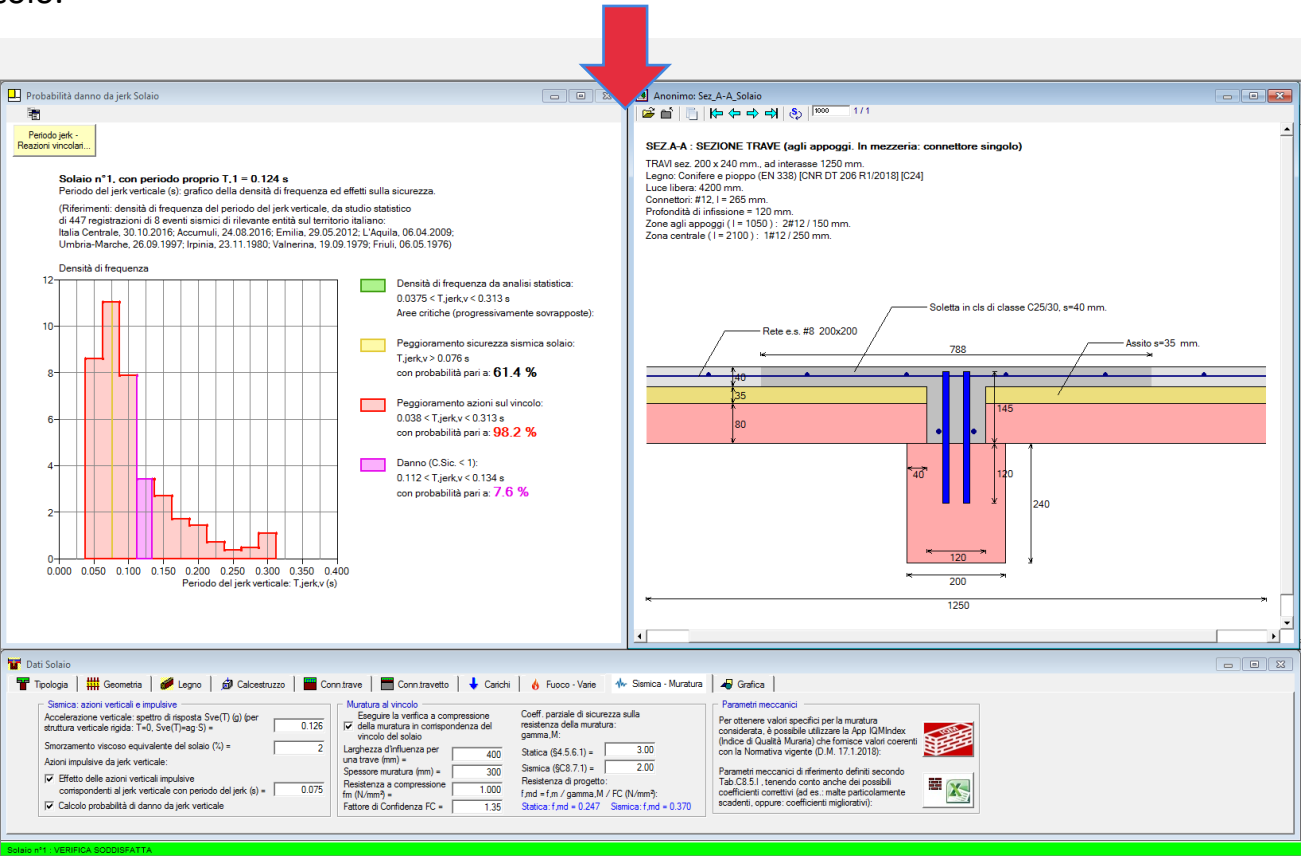 Probabilità danno da jerk Solaio
Periodo jerk -
Reazioni vincolari...
Solaio n°1, con periodo proprio T,1 = 0.124 s
Periodo del jerk verticale (s): grafico della densità di frequenza ed effetti sulla sicurezza.
(Riferimenti: densità di frequenza del periodo del jerk verticale, da studio statistico
di 447 registrazioni di 8 eventi sismici di rilevante entità sul territorio italiano:
Italia Centrale, 30.10.2016; Accumuli, 24.08.2016; Emilia, 29.05.2012; L'Aquila, 06.04.2009;
Umbria-Marche, 26.09.1997; Irpinia, 23.11.1980; Valnerina, 19.09.1979; Friuli, 06.05.1976)
Densità di frequenza
12
10
8
6
4
2
0
0.000 0.050 0.100 0.150 0.200 0.250 0.300 0.350 0.400
Periodo del jerk verticale: T,jerk,v (s)
Densità di frequenza da analisi statistica:
0.0375 < T,jerk,v < 0.313 s
Aree critiche (progressivamente sovrapposte):
Peggioramento sicurezza sismica solaio:
T,jerk,v > 0.076 s
con probabilità pari a: 61.4 %
Peggioramento azioni sul vincolo:
0.038 < T,jerk,v < 0.313 s
con probabilità pari a: 98.2 %
Danno (C.Sic. < 1):
0.112 < T,jerk,v < 0.134 s
con probabilità pari a: 7.6 %
Anonimo: Sez_A-A_Solaio
1000 1 / 1
SEZ.A-A : SEZIONE TRAVE (agli appoggi. In mezzeria: connettore singolo)
TRAVI sez. 200 x 240 mm., ad interasse 1250 mm.
Legno: Conifere e pioppo (EN 338) [CNR DT 206 R1/2018] [C24]
Luce libera: 4200 mm.
Connettori: #12, l = 265 mm.
Profondità di infissione = 120 mm.
Zone agli appoggi ( l = 1050 ) : 2#12 / 150 mm.
Zona centrale ( l = 2100 ) : 1#12 / 250 mm.
Soletta in cls di classe C25/30, s=40 mm.
Rete e.s. #8 200x200
Assito s=35 mm.
788
40
35
80
145
40
120
240
120
200
1250
Dati Solaio
Tipologia
Geometria
Legno
Calcestruzzo
Conn.trave
Conn.travetto
Carichi
Fuoco - Varie
Sismica - Muratura
Grafica
Sismica: azioni verticali e impulsive
Accelerazione verticale: spettro di risposta Sve(T) (g) (per
struttura verticale rigida: T=0, Sve(T)=ag·S) = 0.126
Smorzamento viscoso equivalente del solaio (%) = 2
Azioni impulsive da jerk verticale:
Effetto delle azioni verticali impulsive
corrispondenti al jerk verticale con periodo del jerk (s) = 0.075
Calcolo probabilità di danno da jerk verticale
Muratura al vincolo
Eseguire la verifica a compressione
della muratura in corrispondenza del
vincolo del solaio
Larghezza d'influenza per
una trave (mm) = 400
Spessore muratura (mm) = 300
Resistenza a compressione
fm (N/mm²) = 1.000
Fattore di Confidenza FC = 1.35
Coeff. parziale di sicurezza sulla
resistenza della muratura:
gamma,M:
Statica (§4.5.6.1) = 3.00
Sismica (§C8.7.1) = 2.00
Resistenza di progetto:
f,md = f,m / gamma,M / FC (N/mm²):
Statica: f,md = 0.247 Sismica: f,md = 0.370
Parametri meccanici
Per ottenere valori specifici per la muratura
considerata, è possibile utilizzare la App IQMIndex
(Indice di Qualità Muraria) che fornisce valori coerenti
con la Normativa vigente (D.M. 17.1.2018):
Parametri meccanici di riferimento definiti secondo
Tab.C8.5.I , tenendo conto anche dei possibili
coefficienti correttivi (ad es.: malte particolarmente
scadenti, oppure: coefficienti migliorativi):
Solaio n°1 : VERIFICA SODDISFATTA